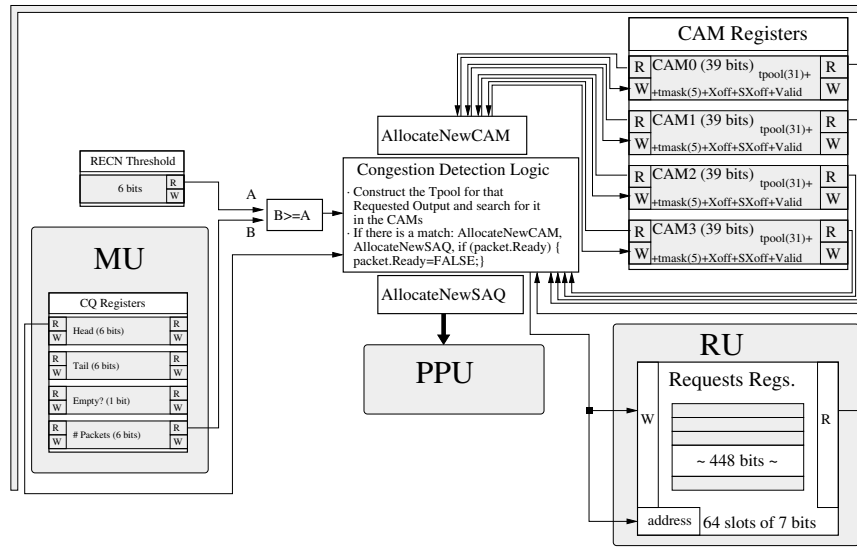 CAM Registers
R
CAM0 (39 bits)
tpool(31)+
R
W
+tmask(5)+Xoff+SXoff+Valid
W
R
CAM1 (39 bits)
tpool(31)+
R
W
+tmask(5)+Xoff+SXoff+Valid
W
R
CAM2 (39 bits)
tpool(31)+
R
W
+tmask(5)+Xoff+SXoff+Valid
W
R
CAM3 (39 bits)
tpool(31)+
R
W
+tmask(5)+Xoff+SXoff+Valid
W
AllocateNewCAM
Congestion Detection Logic
· Construct the Tpool for that
Requested Output and search for it
in the CAMs
· If there is a match: AllocateNewCAM,
AllocateNewSAQ, if (packet.Ready) {
packet.Ready=FALSE;}
AllocateNewSAQ
PPU
RECN Threshold
6 bits
R
W
A
B
B>=A
MU
CQ Registers
R
Head (6 bits)
R
W
W
R
Tail (6 bits)
R
W
W
R
Empty? (1 bit)
R
W
W
R
# Packets (6 bits)
R
W
W
RU
Requests Regs.
W
R
~ 448 bits ~
address
64 slots of 7 bits